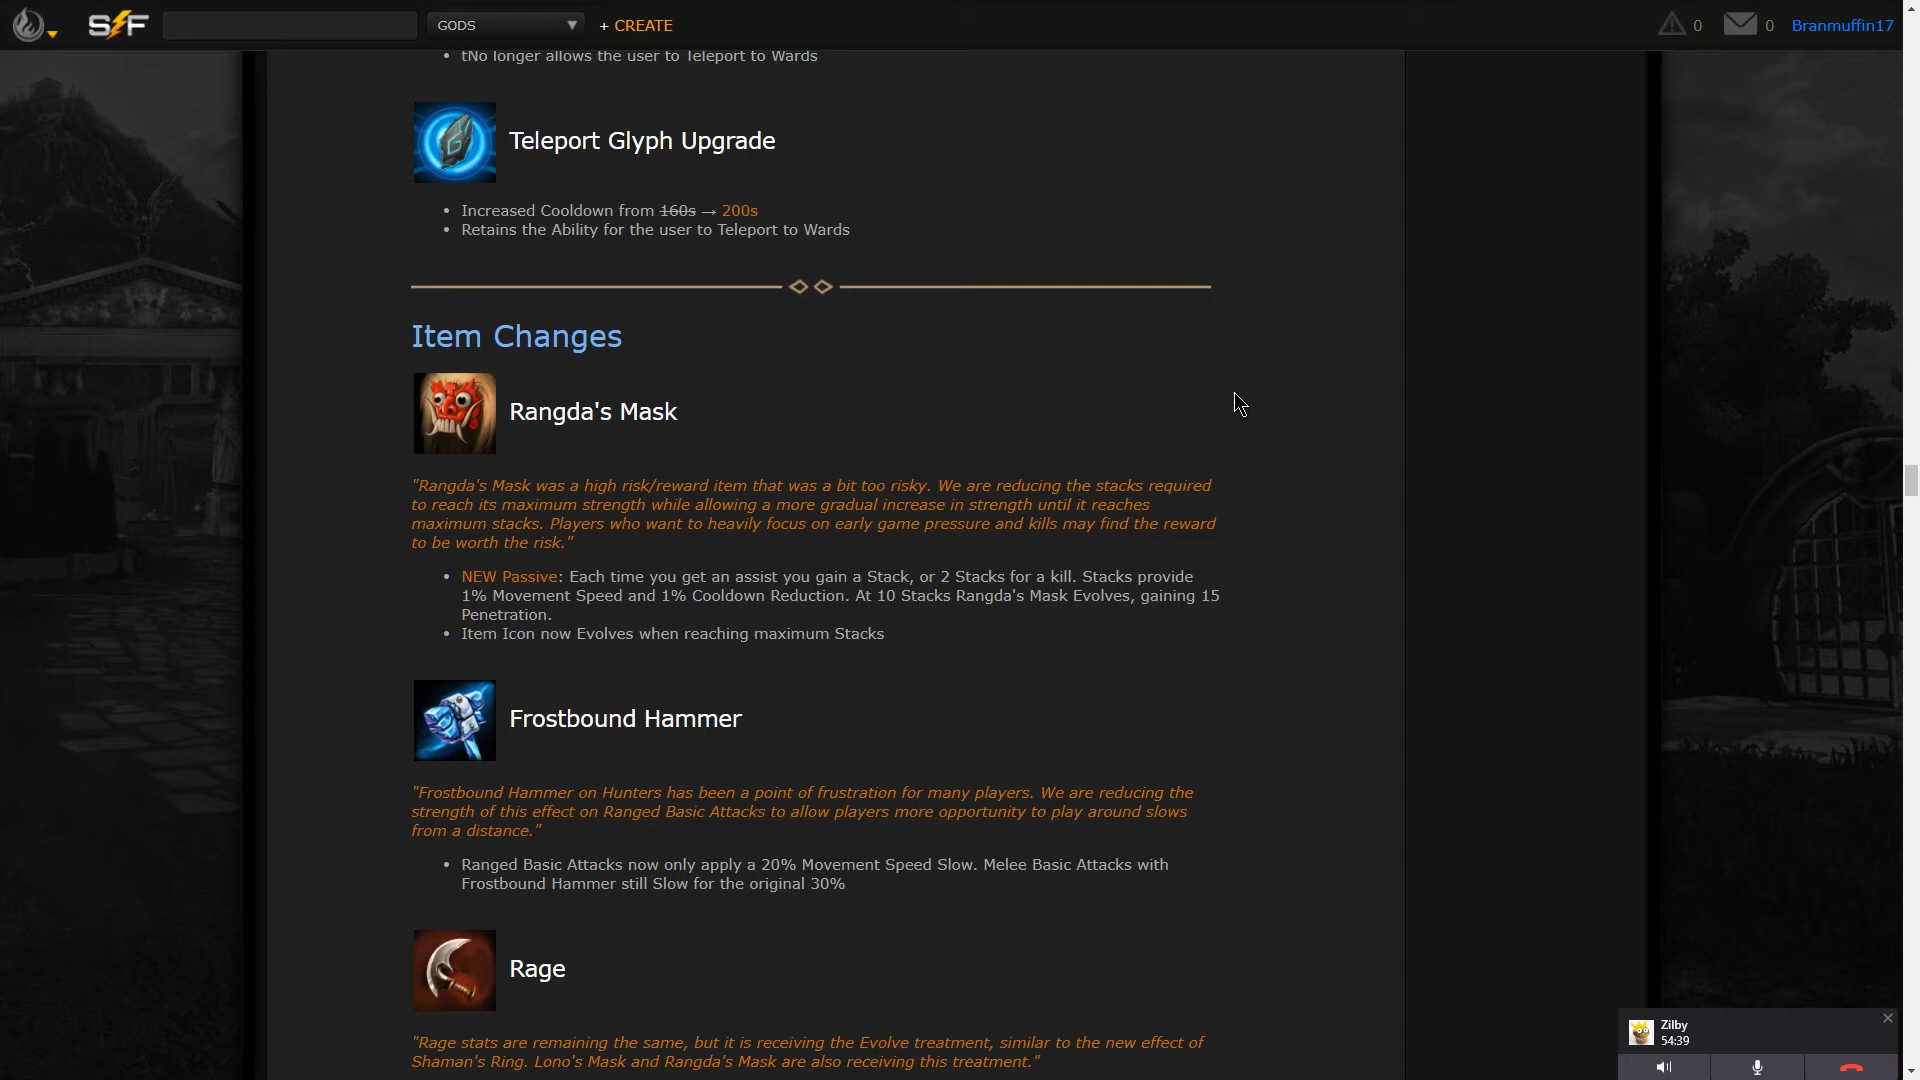 SF
GODS
+ CREATE
0
0
Branmuffin17
tNo longer allows the user to Teleport to Wards
Teleport Glyph Upgrade
Increased Cooldown from 160s → 200s
Retains the Ability for the user to Teleport to Wards
Item Changes
Rangda's Mask
"Rangda's Mask was a high risk/reward item that was a bit too risky. We are reducing the stacks required
to reach its maximum strength while allowing a more gradual increase in strength until it reaches
maximum stacks. Players who want to heavily focus on early game pressure and kills may find the reward
to be worth the risk."
NEW Passive: Each time you get an assist you gain a Stack, or 2 Stacks for a kill. Stacks provide
1% Movement Speed and 1% Cooldown Reduction. At 10 Stacks Rangda's Mask Evolves, gaining 15
Penetration.
Item Icon now Evolves when reaching maximum Stacks
Frostbound Hammer
"Frostbound Hammer on Hunters has been a point of frustration for many players. We are reducing the
strength of this effect on Ranged Basic Attacks to allow players more opportunity to play around slows
from a distance."
Ranged Basic Attacks now only apply a 20% Movement Speed Slow. Melee Basic Attacks with
Frostbound Hammer still Slow for the original 30%
Rage
"Rage stats are remaining the same, but it is receiving the Evolve treatment, similar to the new effect of
Shaman's Ring. Lono's Mask and Rangda's Mask are also receiving this treatment."
Zilby
54:39